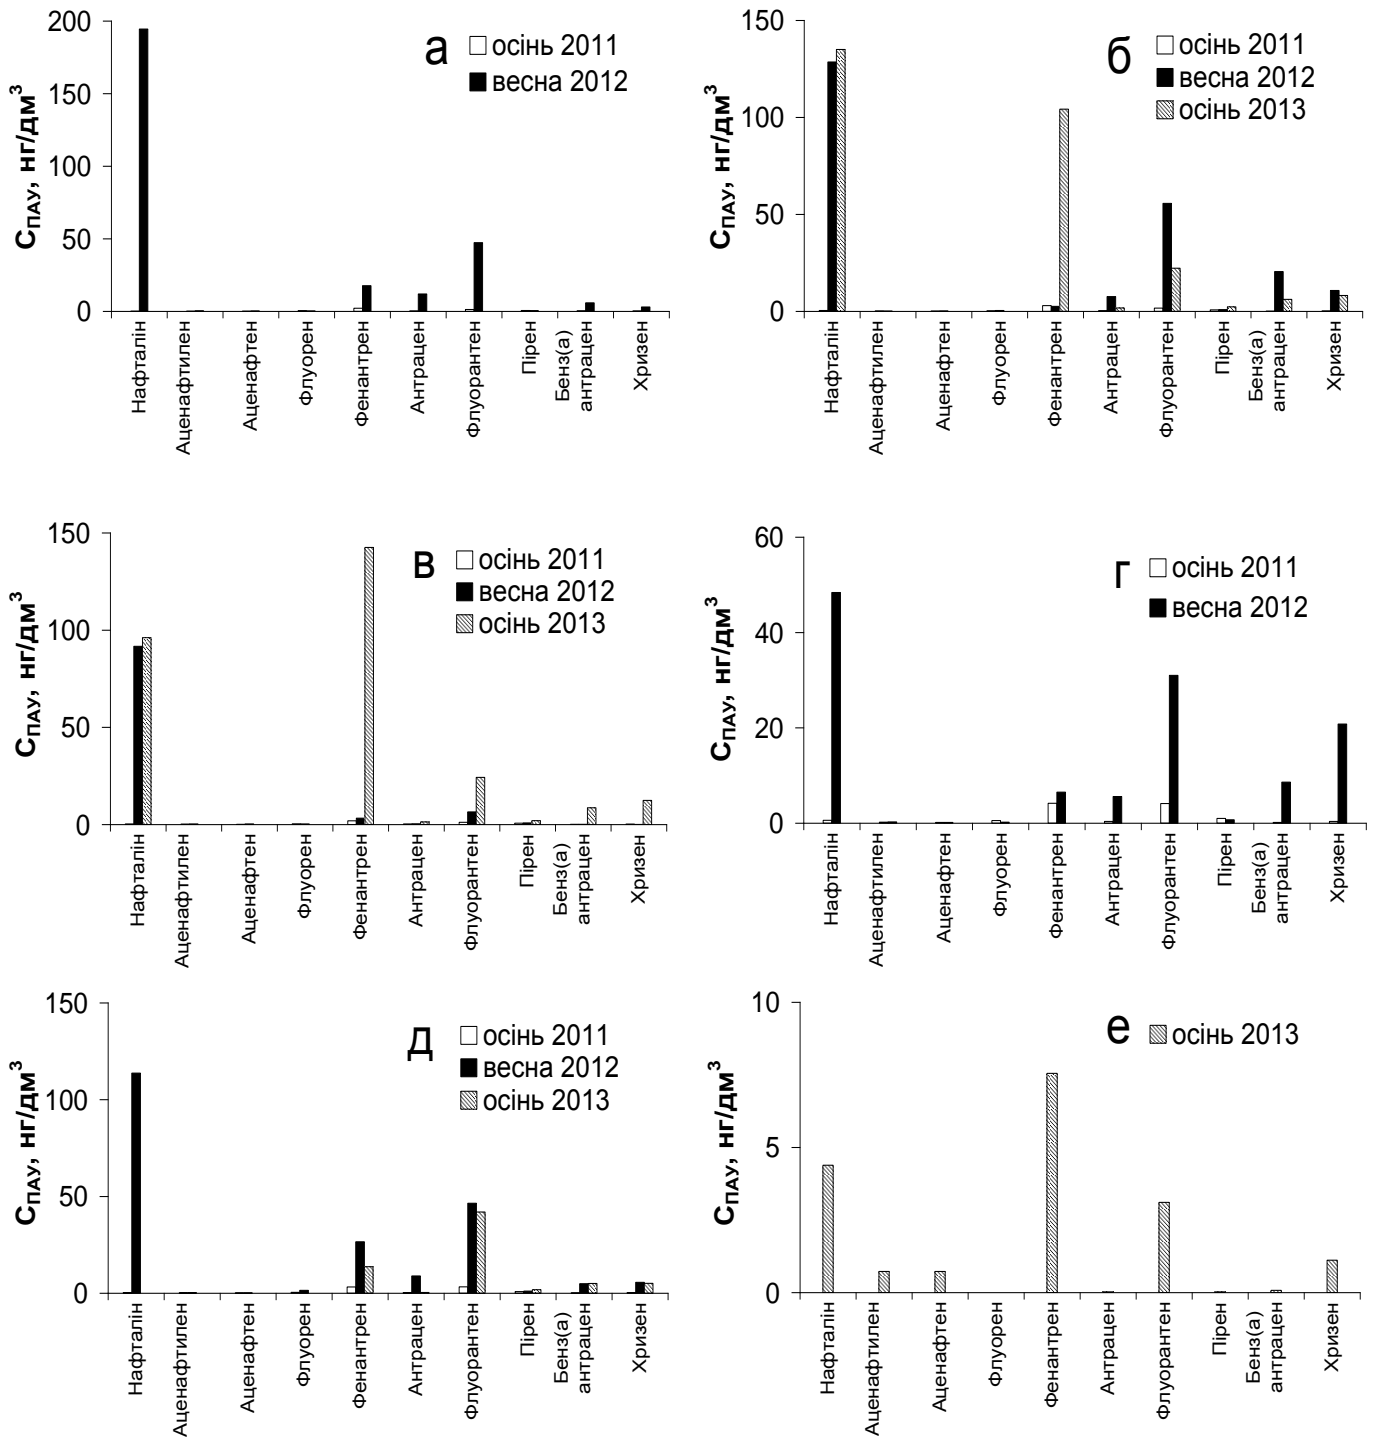 а
осінь 2011
весна 2012
C_ПАУ, нг/дм³
200
150
100
50
0
Нафталін
Аценафтилен
Аценафтен
Флуорен
Фенантрен
Антрацен
Флуорантен
Пірен
Бенз(а)
антрацен
Хризен
б
осінь 2011
весна 2012
осінь 2013
C_ПАУ, нг/дм³
150
100
50
0
Нафталін
Аценафтилен
Аценафтен
Флуорен
Фенантрен
Антрацен
Флуорантен
Пірен
Бенз(а)
антрацен
Хризен
в
осінь 2011
весна 2012
осінь 2013
C_ПАУ, нг/дм³
150
100
50
0
Нафталін
Аценафтилен
Аценафтен
Флуорен
Фенантрен
Антрацен
Флуорантен
Пірен
Бенз(а)
антрацен
Хризен
г
осінь 2011
весна 2012
C_ПАУ, нг/дм³
60
40
20
0
Нафталін
Аценафтилен
Аценафтен
Флуорен
Фенантрен
Антрацен
Флуорантен
Пірен
Бенз(а)
антрацен
Хризен
д
осінь 2011
весна 2012
осінь 2013
C_ПАУ, нг/дм³
150
100
50
0
Нафталін
Аценафтилен
Аценафтен
Флуорен
Фенантрен
Антрацен
Флуорантен
Пірен
Бенз(а)
антрацен
Хризен
е
осінь 2013
C_ПАУ, нг/дм³
10
5
0
Нафталін
Аценафтилен
Аценафтен
Флуорен
Фенантрен
Антрацен
Флуорантен
Пірен
Бенз(а)
антрацен
Хризен